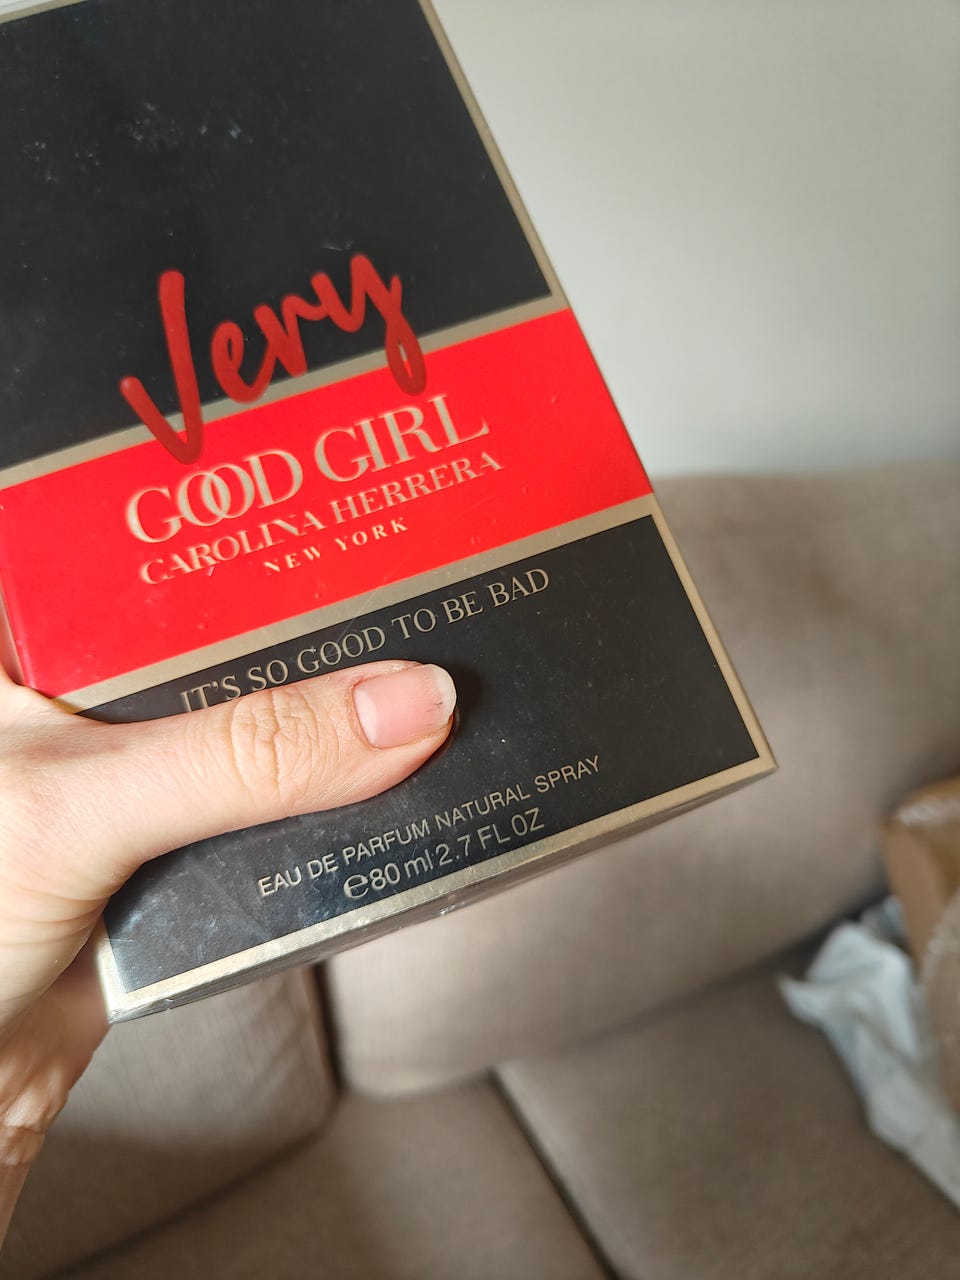 Very
GOOD GIRL
CAROLINA HERRERA
NEW YORK
IT'S SO GOOD TO BE BAD
EAU DE PARFUM NATURAL SPRAY
℮80 ml 2.7 FL OZ